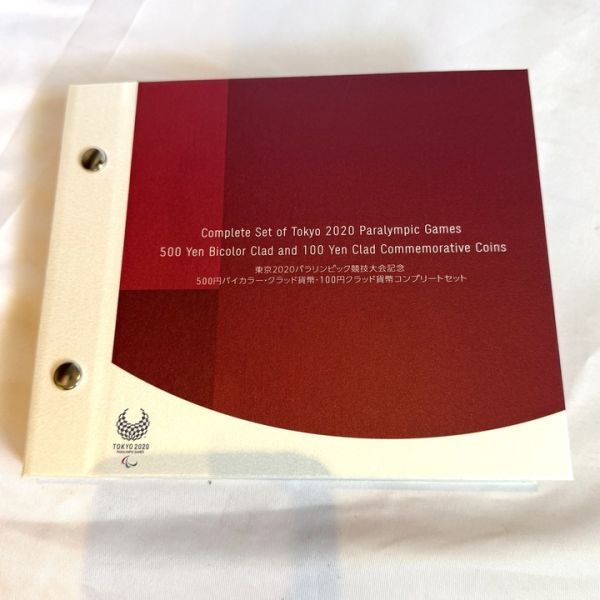 Complete Set of Tokyo 2020 Paralympic Games
500 Yen Bicolor Clad and 100 Yen Clad Commemorative Coins
東京2020パラリンピック競技大会記念
500円バイカラー・クラッド貨幣・100円クラッド貨幣コンプリートセット
TOKYO 2020
PARALYMPIC GAMES